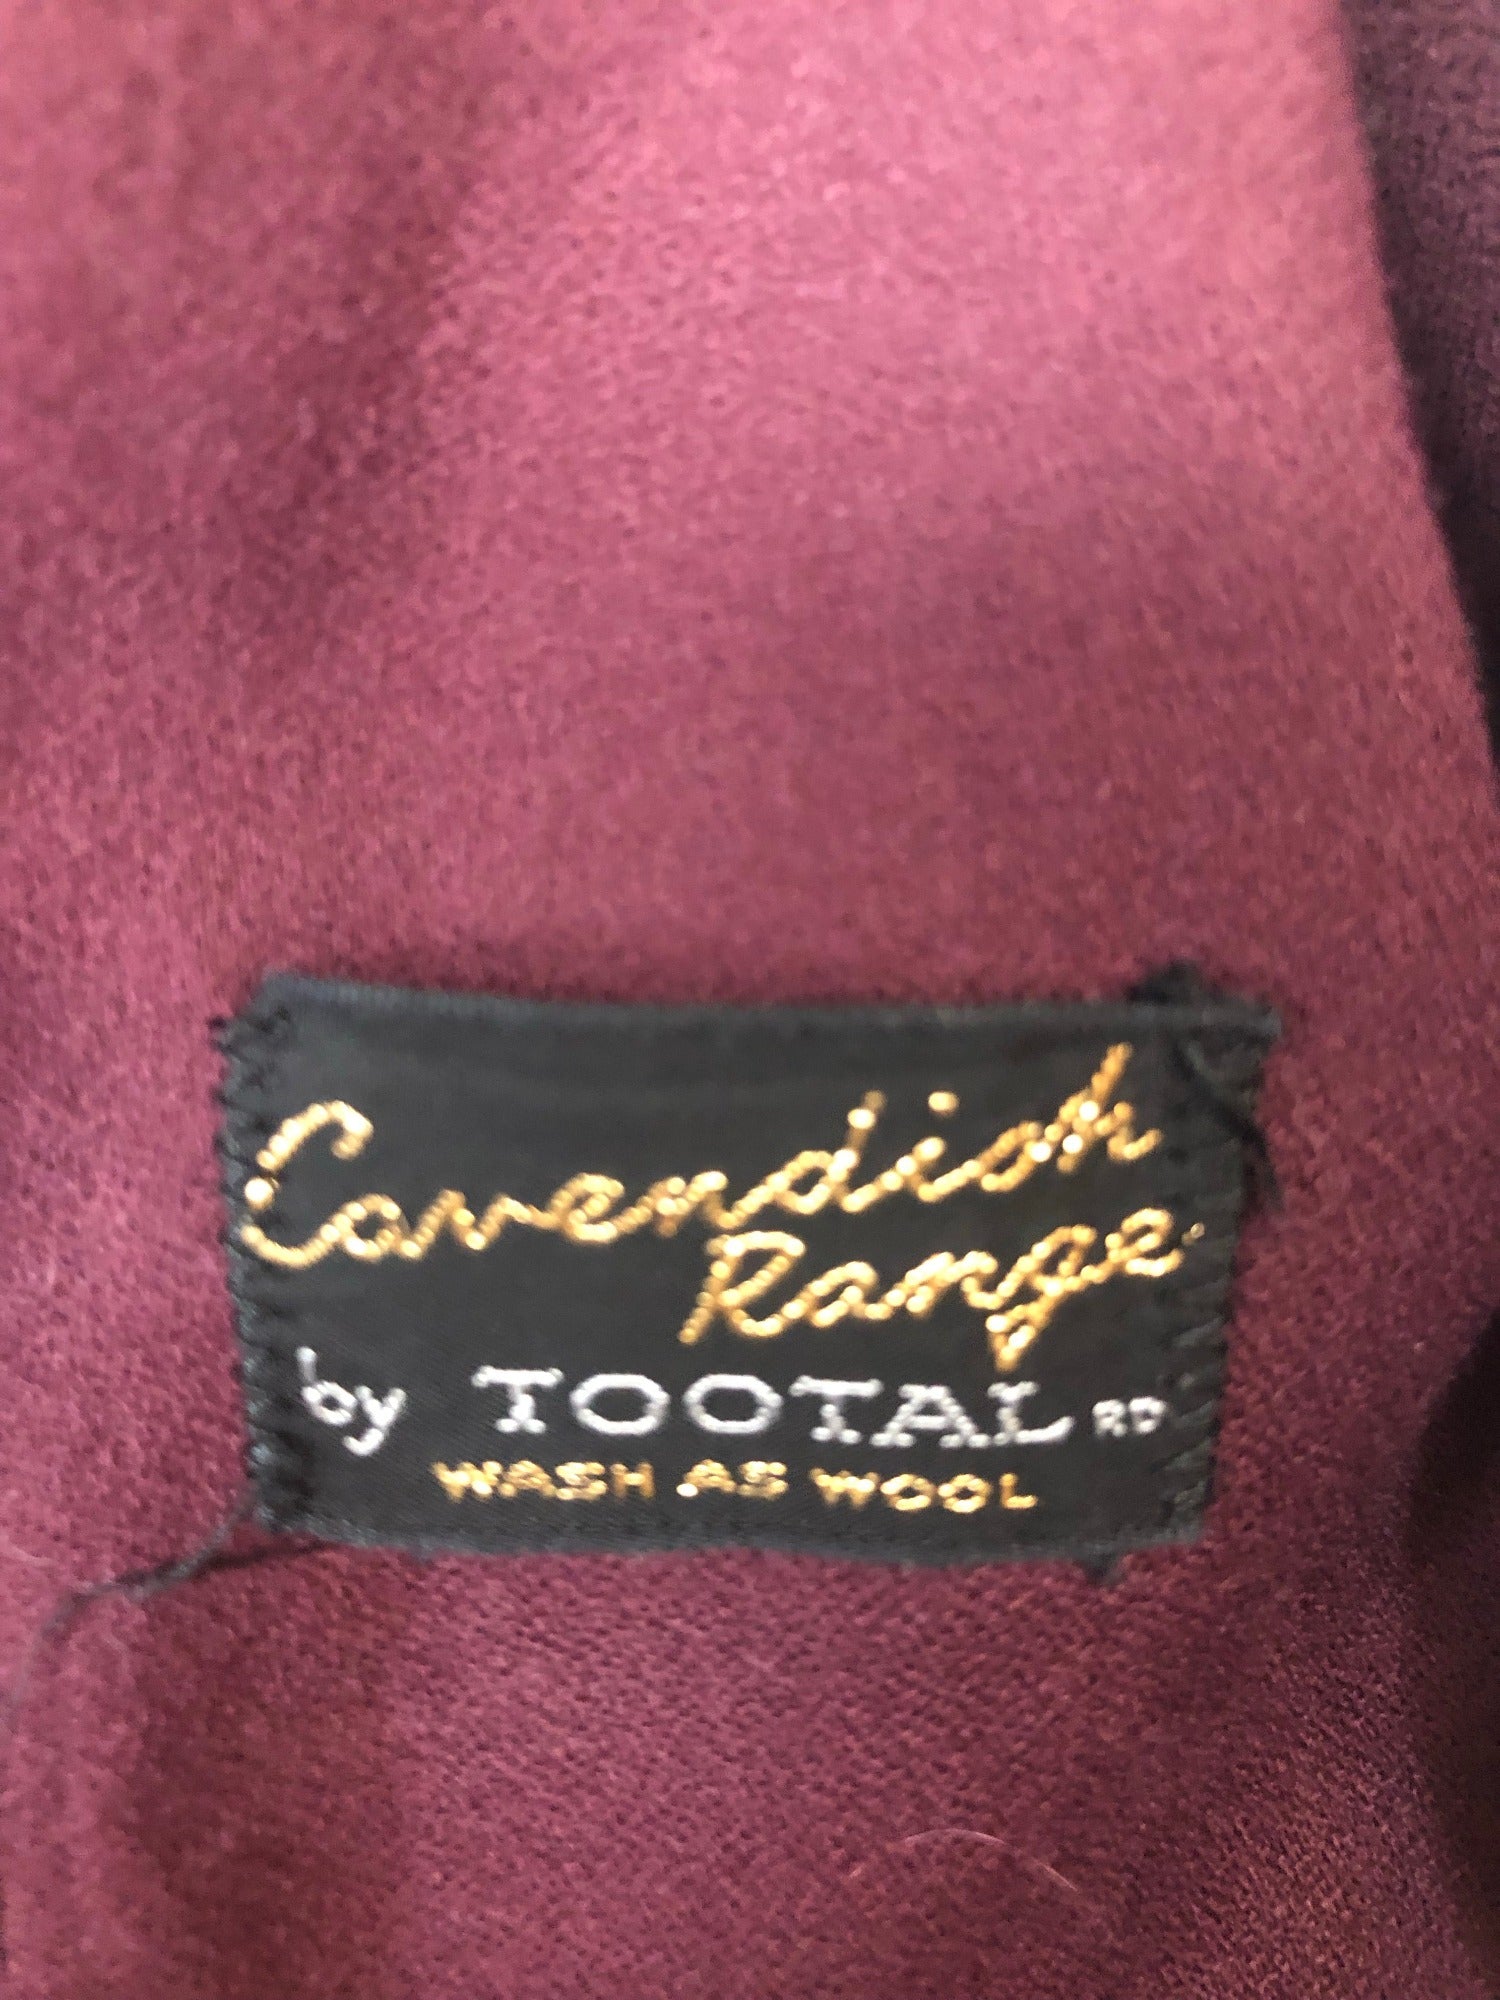 Cavendish
Range
by TOOTAL RD
WASH AS WOOL